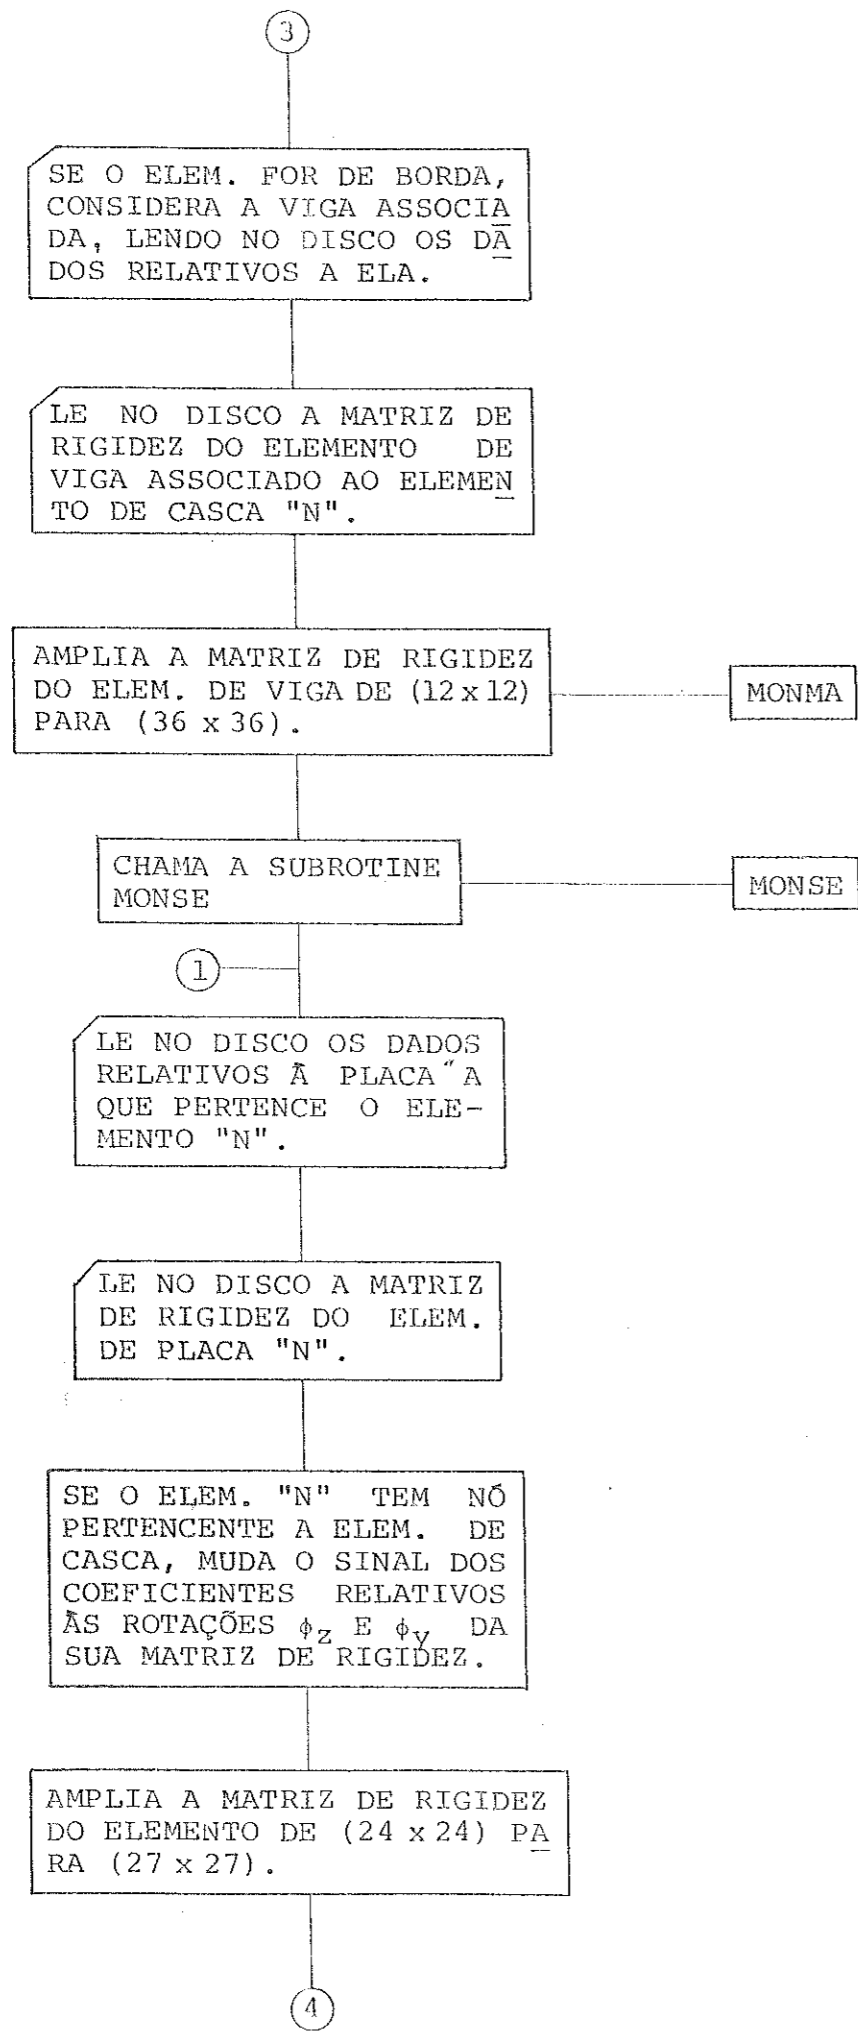 3
SE O ELEM. FOR DE BORDA,
CONSIDERA A VIGA ASSOCIA
DA, LENDO NO DISCO OS DA
DOS RELATIVOS A ELA.
LE NO DISCO A MATRIZ DE
RIGIDEZ DO ELEMENTO DE
VIGA ASSOCIADO AO ELEMEN
TO DE CASCA "N".
AMPLIA A MATRIZ DE RIGIDEZ
DO ELEM. DE VIGA DE (12 x 12)
PARA (36 x 36).
MONMA
CHAMA A SUBROTINE
MONSE
MONSE
1
LE NO DISCO OS DADOS
RELATIVOS À PLACA " A
QUE PERTENCE O ELE-
MENTO "N".
LE NO DISCO A MATRIZ
DE RIGIDEZ DO ELEM.
DE PLACA "N".
SE O ELEM. "N" TEM NÓ
PERTENCENTE A ELEM. DE
CASCA, MUDA O SINAL DOS
COEFICIENTES RELATIVOS
ÀS ROTAÇÕES ϕz E ϕy DA
SUA MATRIZ DE RIGIDEZ.
AMPLIA A MATRIZ DE RIGIDEZ
DO ELEMENTO DE (24 x 24) PA
RA (27 x 27).
4